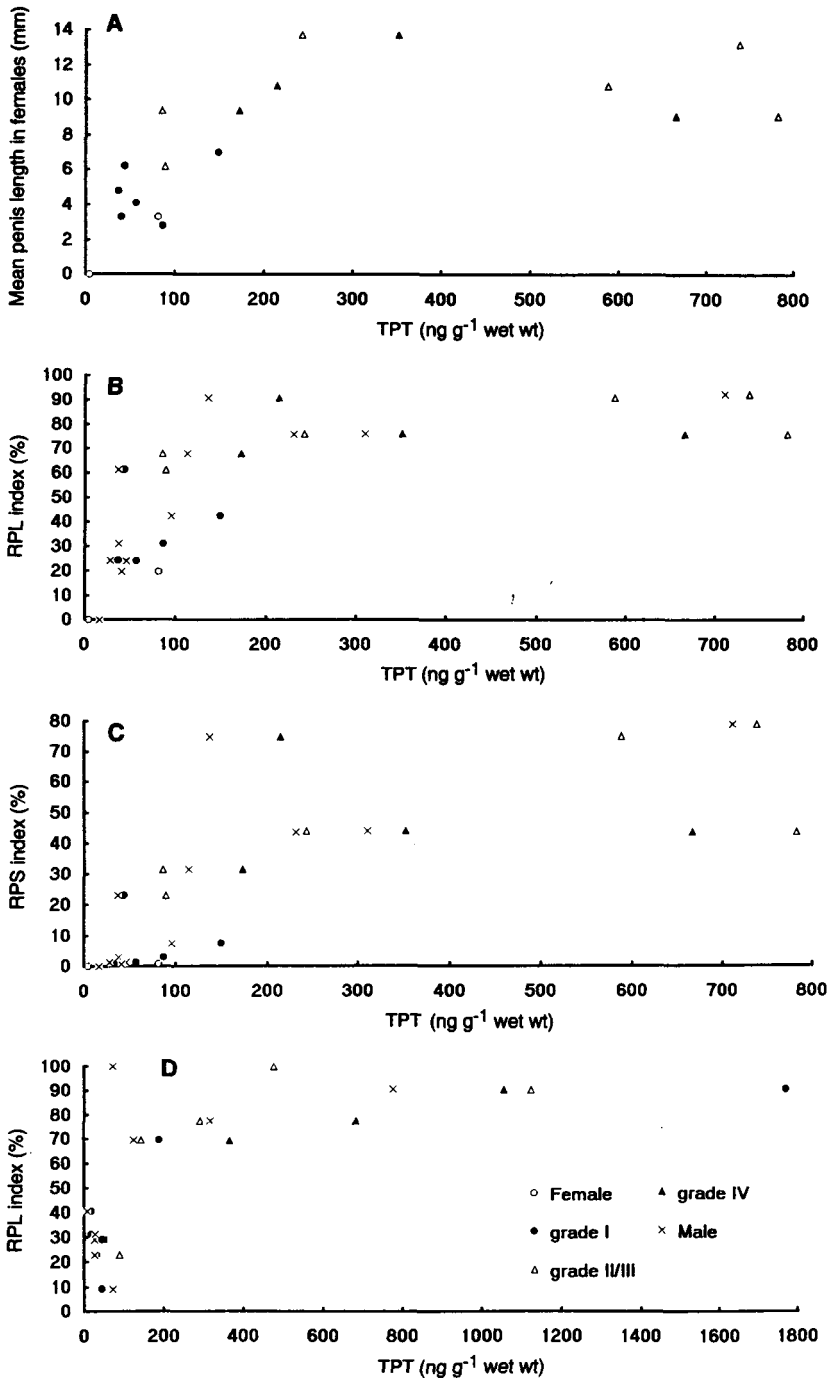 A
Mean penis length in females (mm)
14
12
10
8
6
4
2
0
0 100 200 300 400 500 600 700 800
TPT (ng g⁻¹ wet wt)
B
RPL index (%)
100
90
80
70
60
50
40
30
20
10
0
0 100 200 300 400 500 600 700 800
TPT (ng g⁻¹ wet wt)
C
RPS index (%)
80
70
60
50
40
30
20
10
0
0 100 200 300 400 500 600 700 800
TPT (ng g⁻¹ wet wt)
D
RPL index (%)
100
90
80
70
60
50
40
30
20
10
0
Female
grade IV
grade I
Male
grade II/III
0 200 400 600 800 1000 1200 1400 1600 1800
TPT (ng g⁻¹ wet wt)